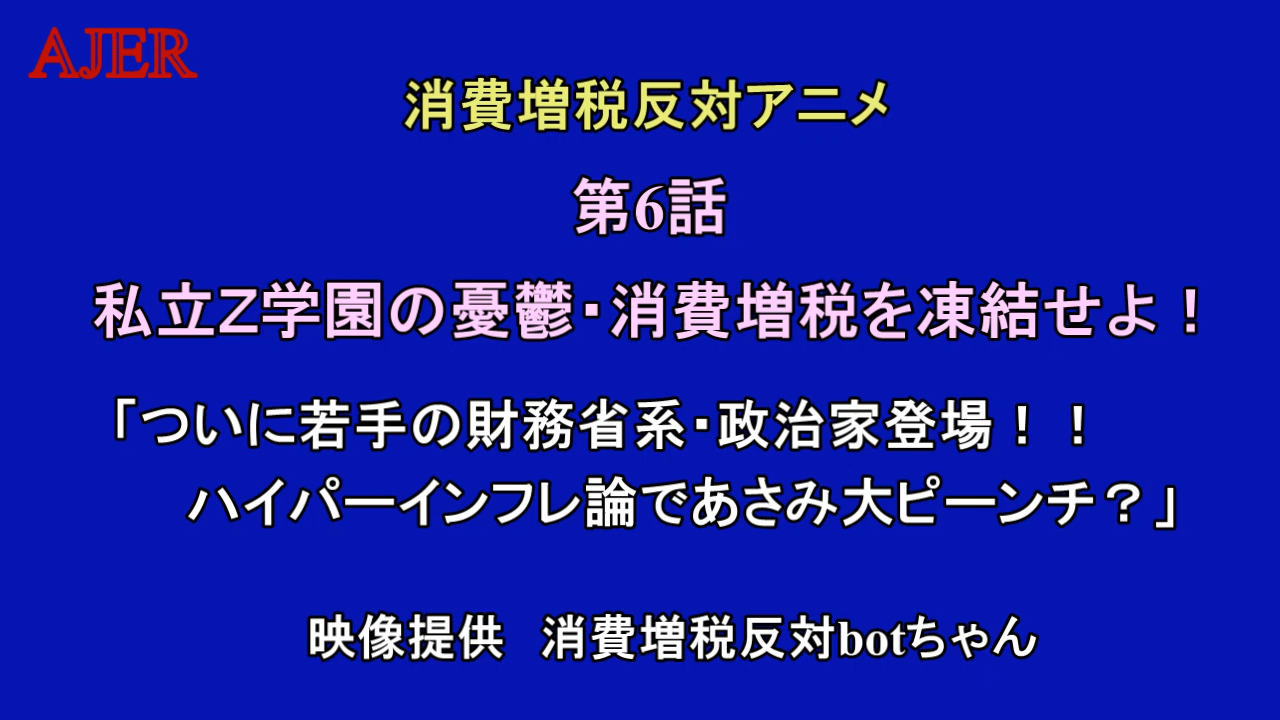 AJER
消費増税反対アニメ
第6話
私立Z学園の憂鬱・消費増税を凍結せよ！
「ついに若手の財務省系・政治家登場！！
ハイパーインフレ論であさみ大ピーンチ？」
映像提供　消費増税反対botちゃん